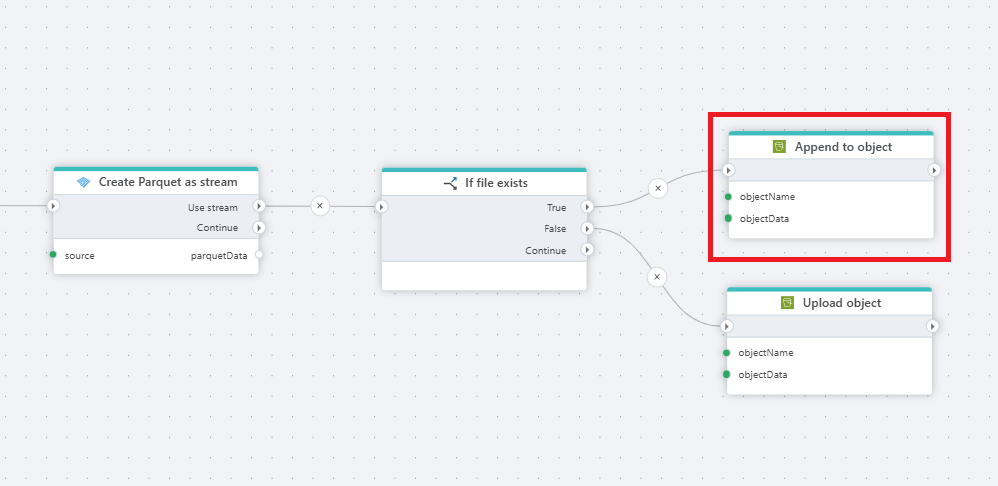 Create Parquet as stream
Use stream
Continue
source
parquetData
If file exists
True
False
Continue
Append to object
objectName
objectData
Upload object
objectName
objectData